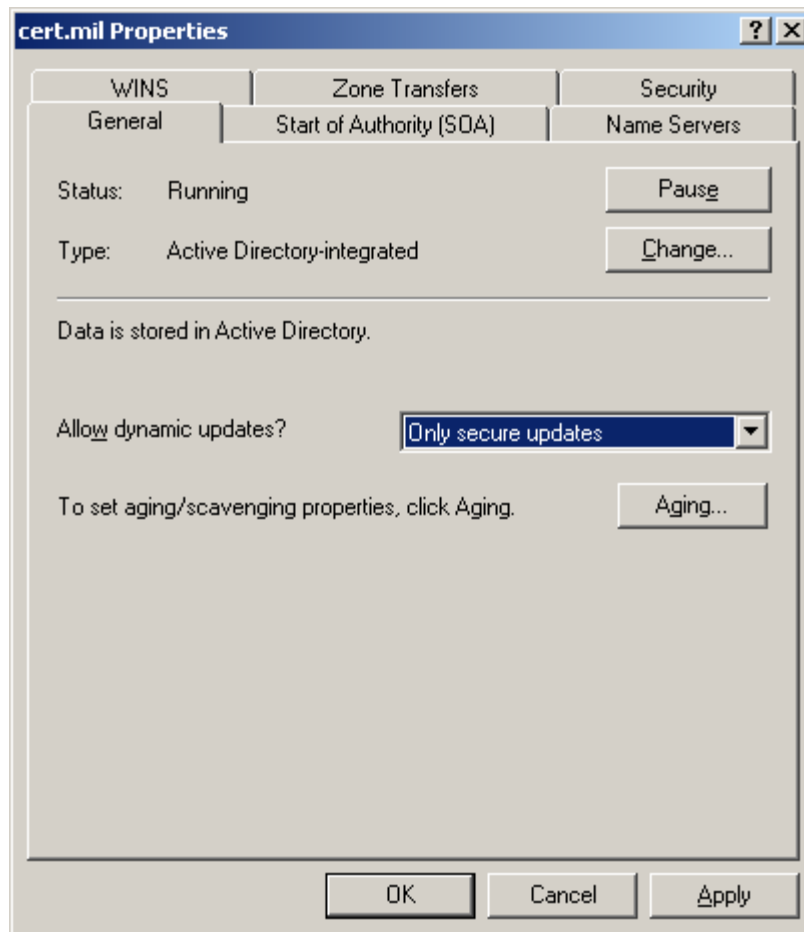 cert.mil Properties
WINS Zone Transfers Security
General Start of Authority (SOA) Name Servers
Status: Running Pause
Type: Active Directory-integrated Change...
Data is stored in Active Directory.
Allow dynamic updates? Only secure updates
To set aging/scavenging properties, click Aging. Aging...
OK Cancel Apply